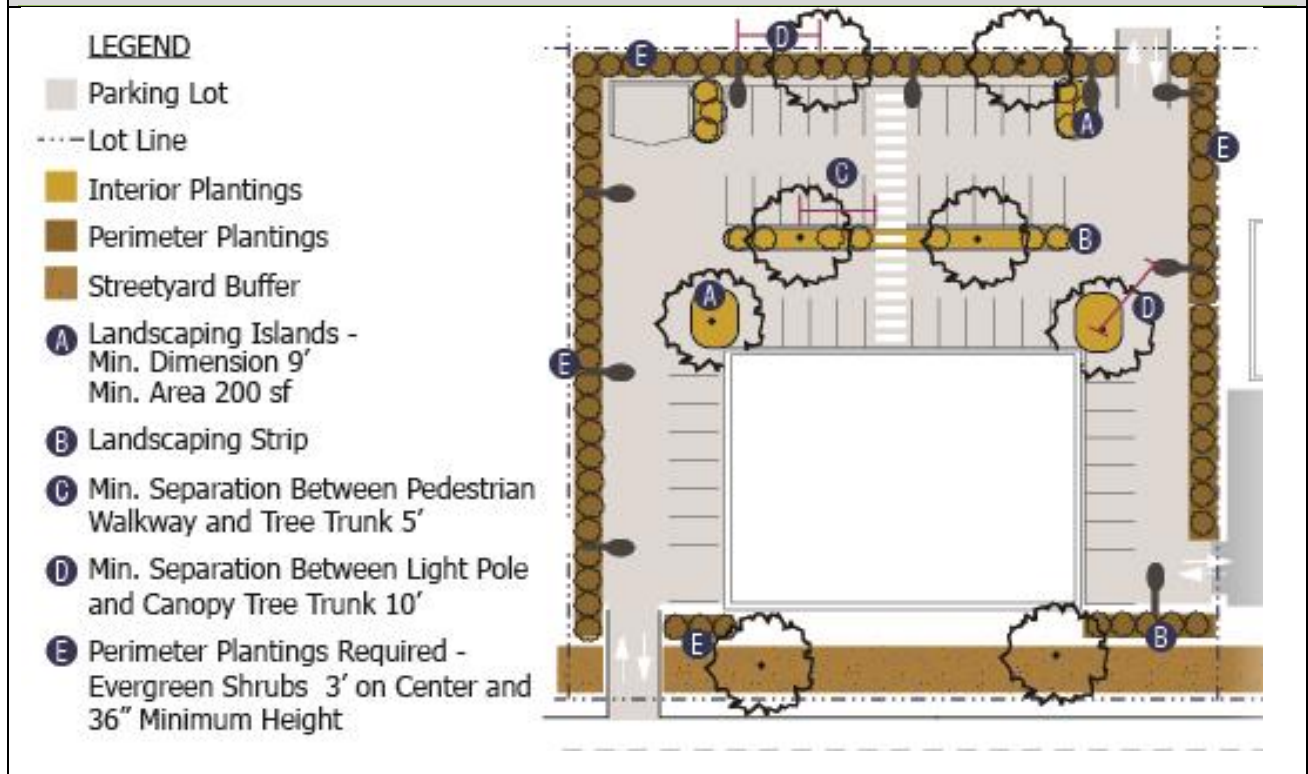 LEGEND
Parking Lot
Lot Line
Interior Plantings
Perimeter Plantings
Streetyard Buffer
A Landscaping Islands -
Min. Dimension 9’
Min. Area 200 sf
B Landscaping Strip
C Min. Separation Between Pedestrian
Walkway and Tree Trunk 5’
D Min. Separation Between Light Pole
and Canopy Tree Trunk 10’
E Perimeter Plantings Required -
Evergreen Shrubs 3’ on Center and
36” Minimum Height
D
E
A
E
C
B
A
D
E
E
B